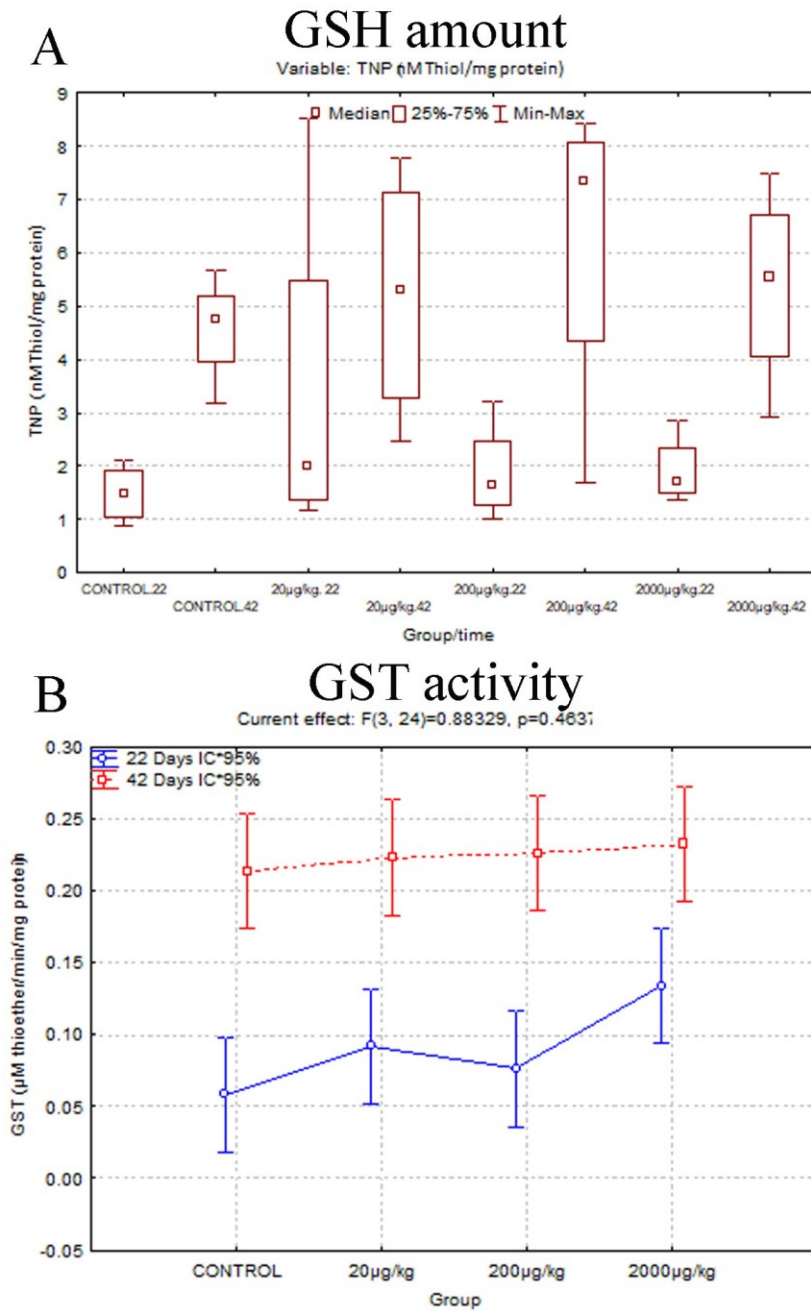 A
GSH amount
Variable: TNP (nM Thiol/mg protein)
Median 25%-75% Min-Max
TNP (nM Thiol/mg protein)
9
8
7
6
5
4
3
2
1
0
CONTROL.22 20µg/kg.22 200µg/kg.22 2000µg/kg.22
CONTROL.42 20µg/kg.42 200µg/kg.42 2000µg/kg.42
Group/time
B
GST activity
Current effect: F(3, 24)=0.88329, p=0.4637
22 Days IC*95%
42 Days IC*95%
GST (µM thioether/min/mg protein)
0.30
0.25
0.20
0.15
0.10
0.05
0.00
-0.05
CONTROL 20µg/kg 200µg/kg 2000µg/kg
Group